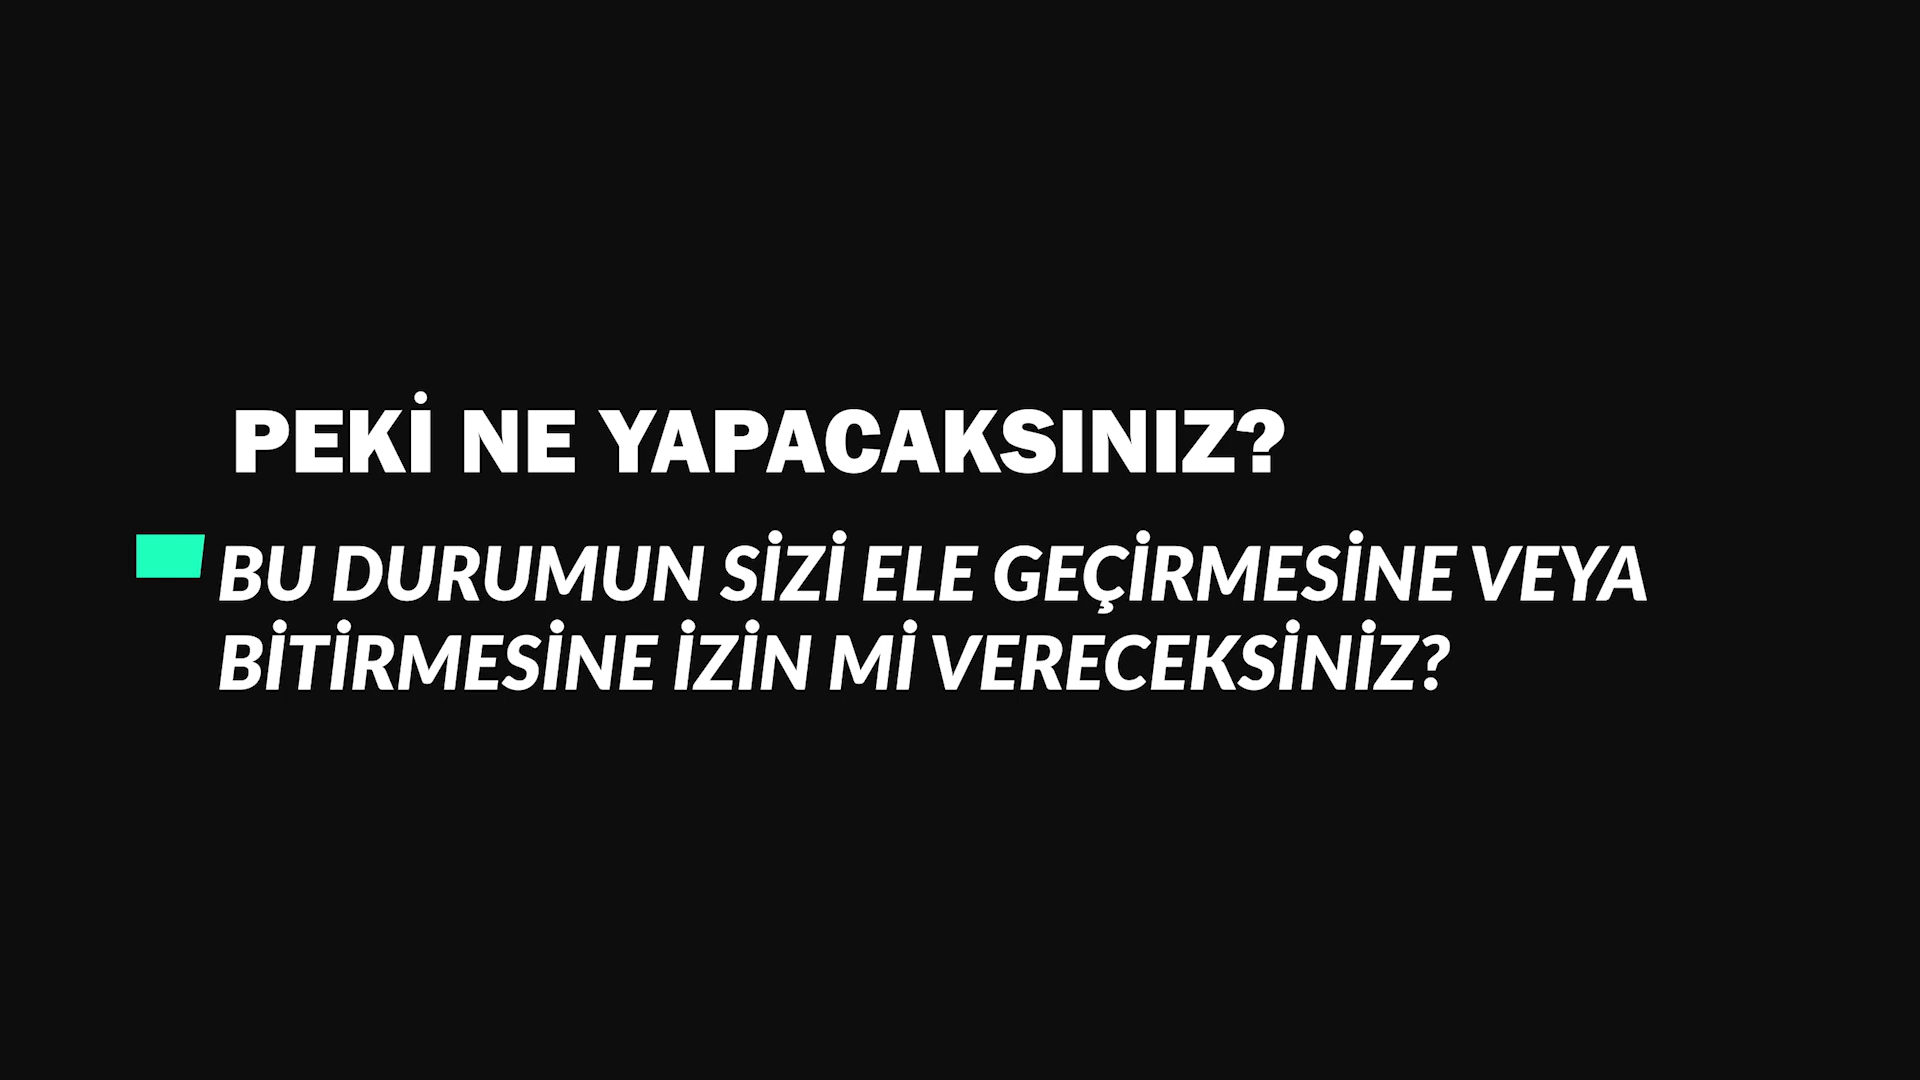 PEKİ NE YAPACAKSINIZ?
BU DURUMUN SİZİ ELE GEÇİRMESİNE VEYA
BİTİRMESİNE İZİN Mİ VERECEKSİNİZ?